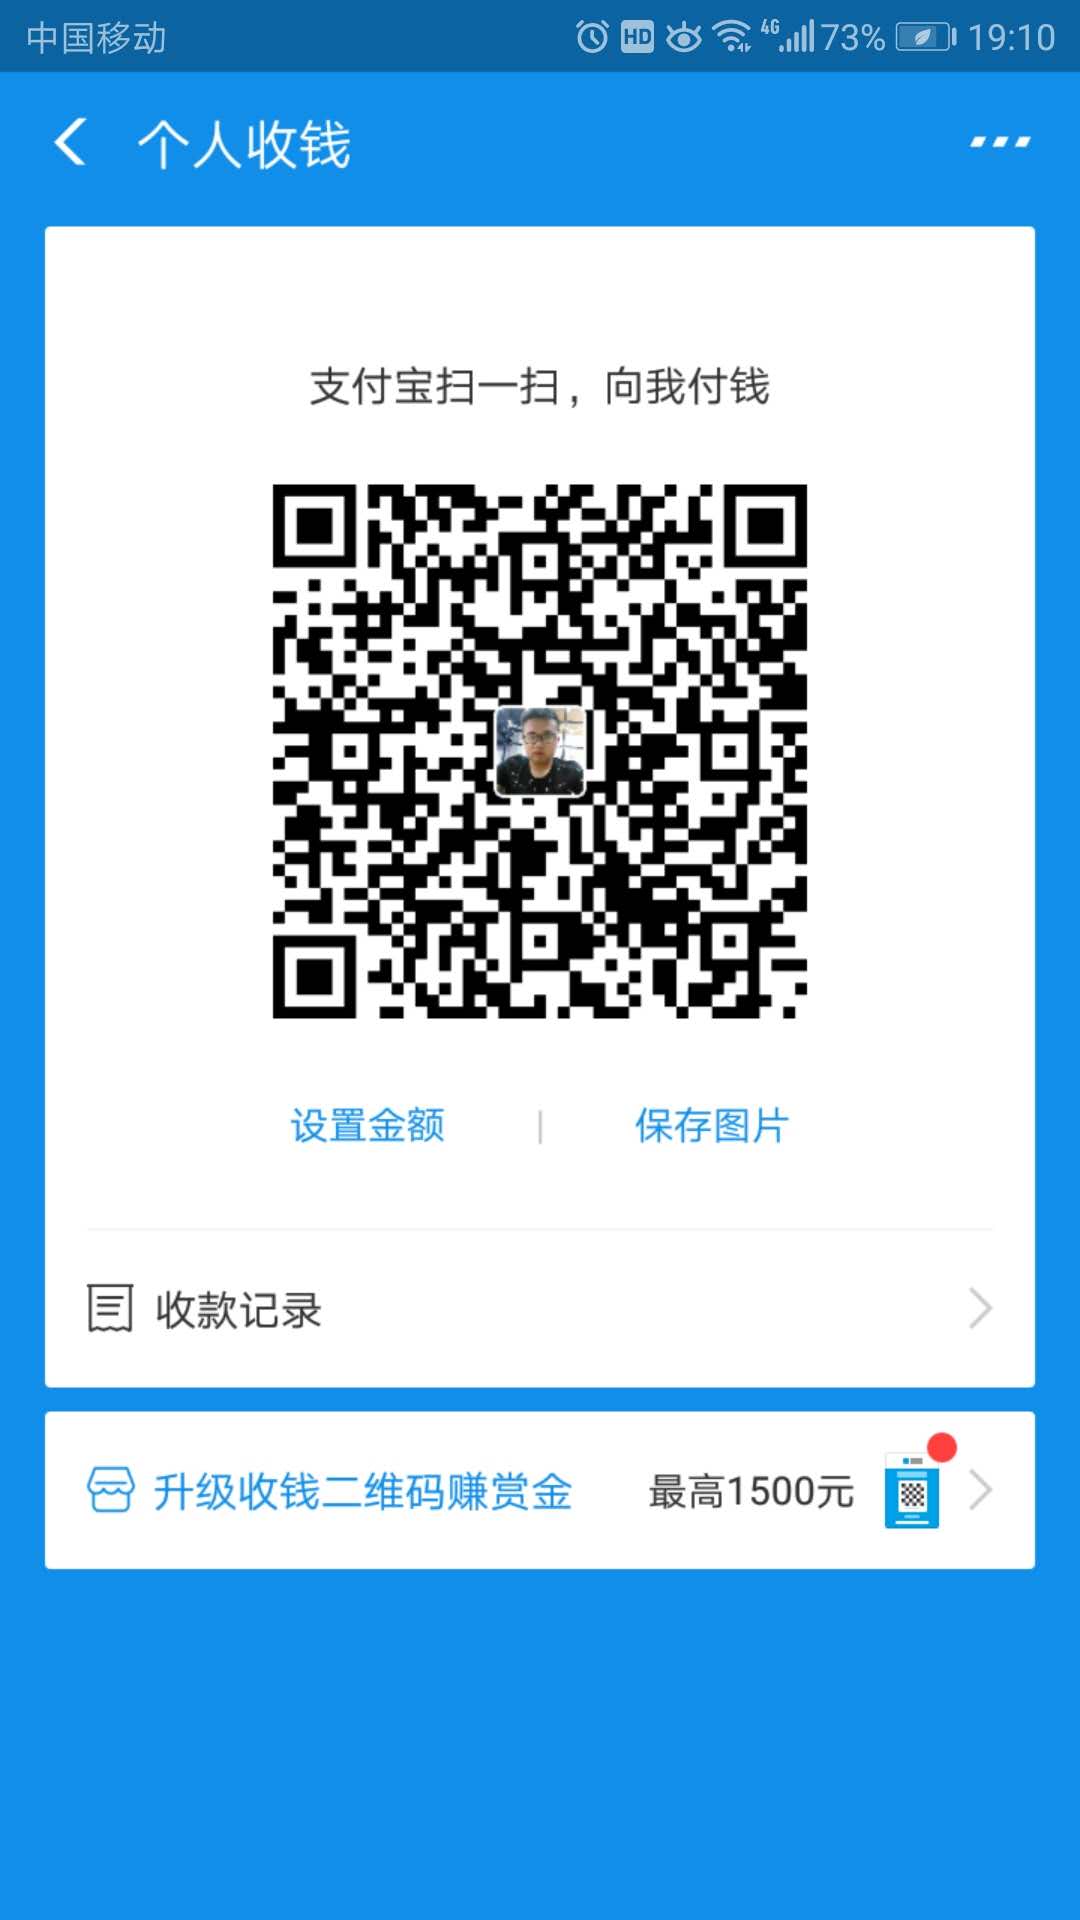 中国移动 HD 4G 73% 19:10
个人收钱
支付宝扫一扫，向我付钱
设置金额 | 保存图片
收款记录
升级收钱二维码赚赏金 最高1500元